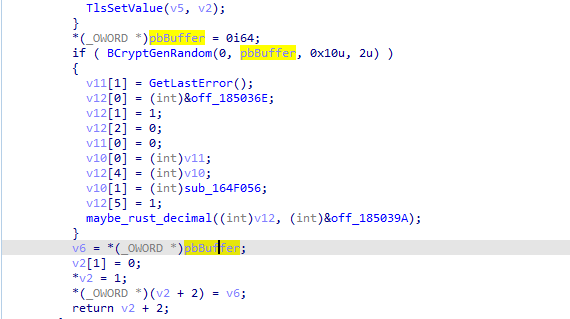 TlsSetValue(v5, v2);
}
*(_OWORD *)pbBuffer = 0i64;
if ( BCryptGenRandom(0, pbBuffer, 0x10u, 2u) )
{
v11[1] = GetLastError();
v12[0] = (int)&off_185036E;
v12[1] = 1;
v12[2] = 0;
v11[0] = 0;
v10[0] = (int)v11;
v12[4] = (int)v10;
v10[1] = (int)sub_164F056;
v12[5] = 1;
maybe_rust_decimal((int)v12, (int)&off_185039A);
}
v6 = *(_OWORD *)pbBuffer;
v2[1] = 0;
*v2 = 1;
*(_OWORD *)(v2 + 2) = v6;
return v2 + 2;